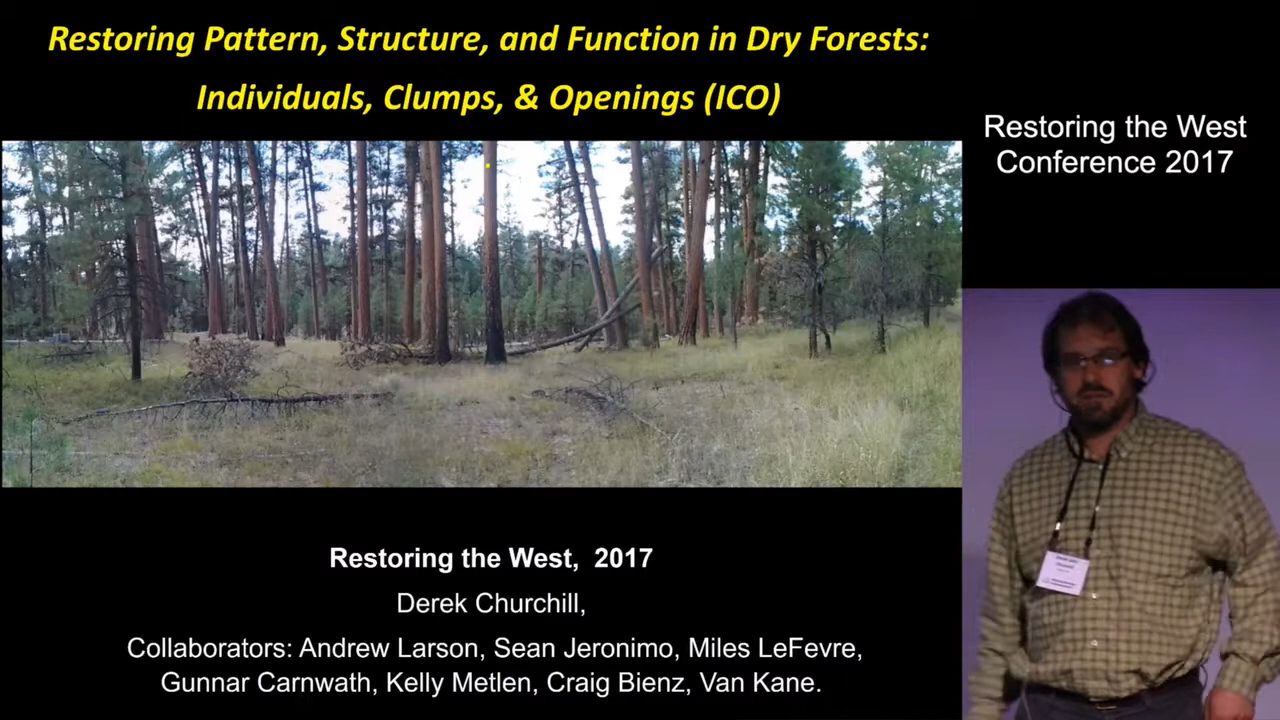 Restoring Pattern, Structure, and Function in Dry Forests:
Individuals, Clumps, & Openings (ICO)
Restoring the West
Conference 2017
Restoring the West, 2017
Derek Churchill,
Collaborators: Andrew Larson, Sean Jeronimo, Miles LeFevre,
Gunnar Carnwath, Kelly Metlen, Craig Bienz, Van Kane.